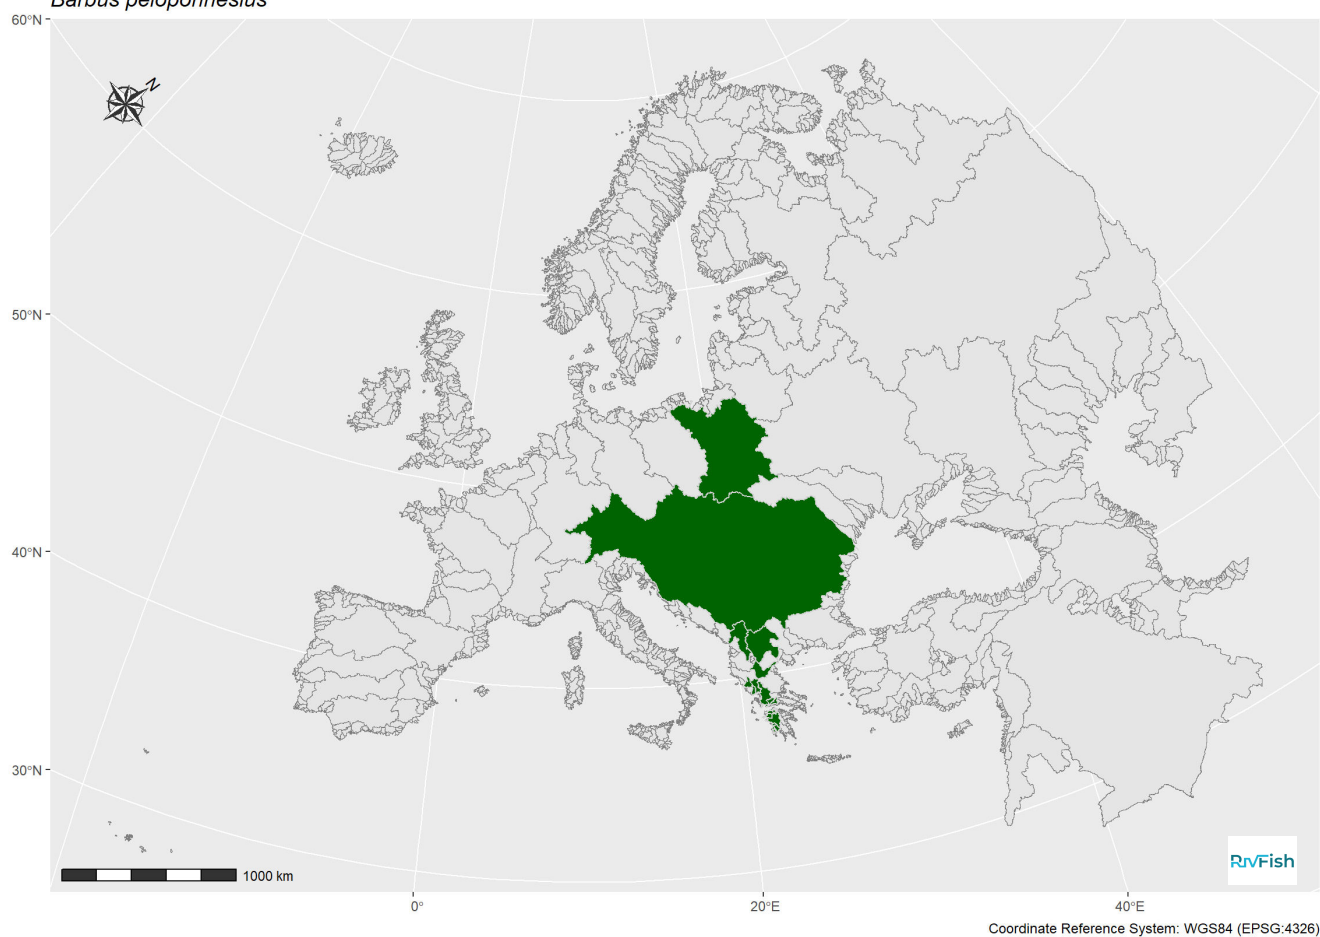 Barbus peloponnesius
60°N
N
50°N
40°N
30°N
1000 km
RivFish
0°
20°E
40°E
Coordinate Reference System: WGS84 (EPSG:4326)